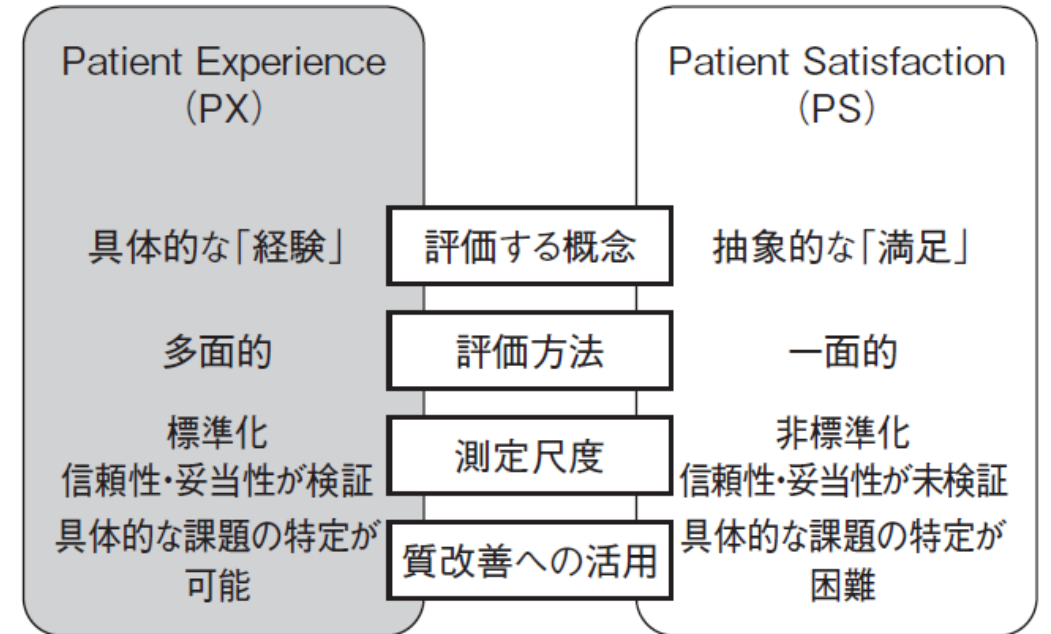 Patient Experience
（PX）
Patient Satisfaction
（PS）
具体的な「経験」
評価する概念
抽象的な「満足」
多面的
評価方法
一面的
標準化
信頼性・妥当性が検証
測定尺度
非標準化
信頼性・妥当性が未検証
具体的な課題の特定が
可能
質改善への活用
具体的な課題の特定が
困難